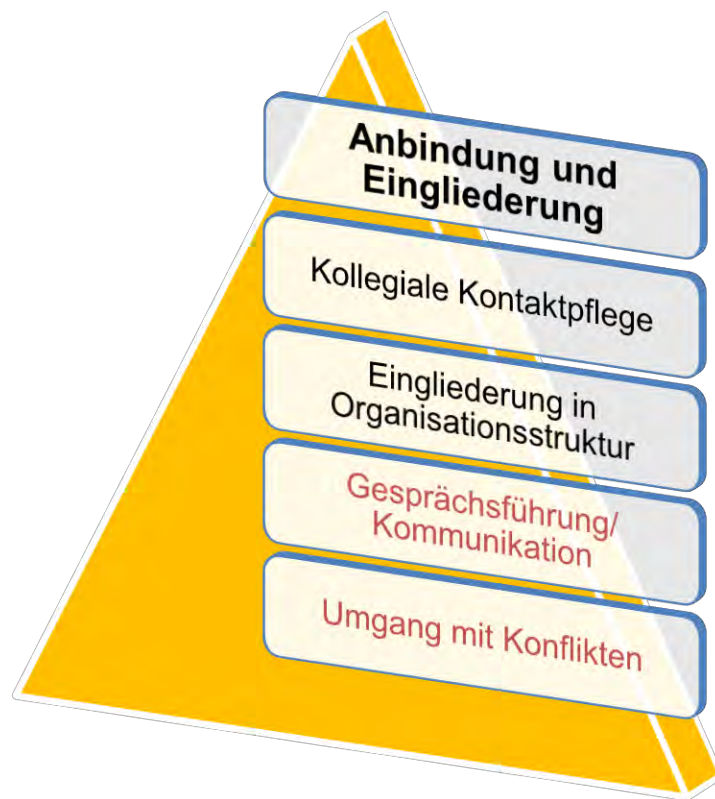 Anbindung und
Eingliederung
Kollegiale Kontaktpflege
Eingliederung in
Organisationsstruktur
Gesprächsführung/
Kommunikation
Umgang mit Konflikten